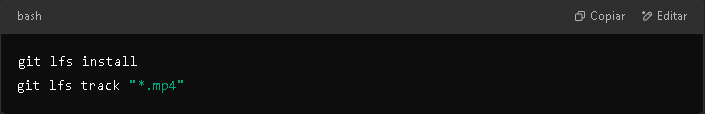 bash
Copiar
Editar
git lfs install
git lfs track "*.mp4"